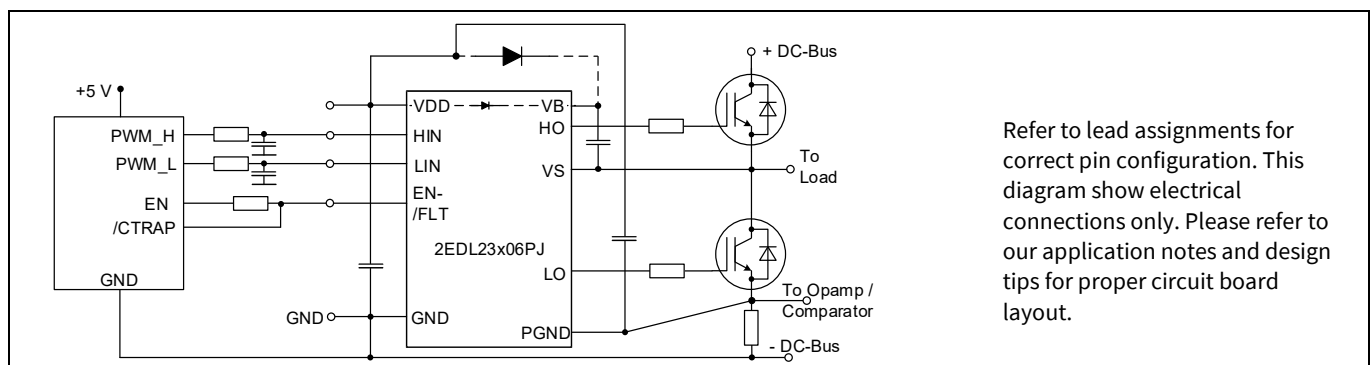 + DC-Bus
+5 V
VDD
VB
PWM_H
HIN
HO
PWM_L
LIN
VS
To
Load
EN
EN-
/FLT
/CTRAP
2EDL23x06PJ
GND
LO
To Opamp /
Comparator
GND
GND
PGND
- DC-Bus
Refer to lead assignments for
correct pin configuration. This
diagram show electrical
connections only. Please refer to
our application notes and design
tips for proper circuit board
layout.